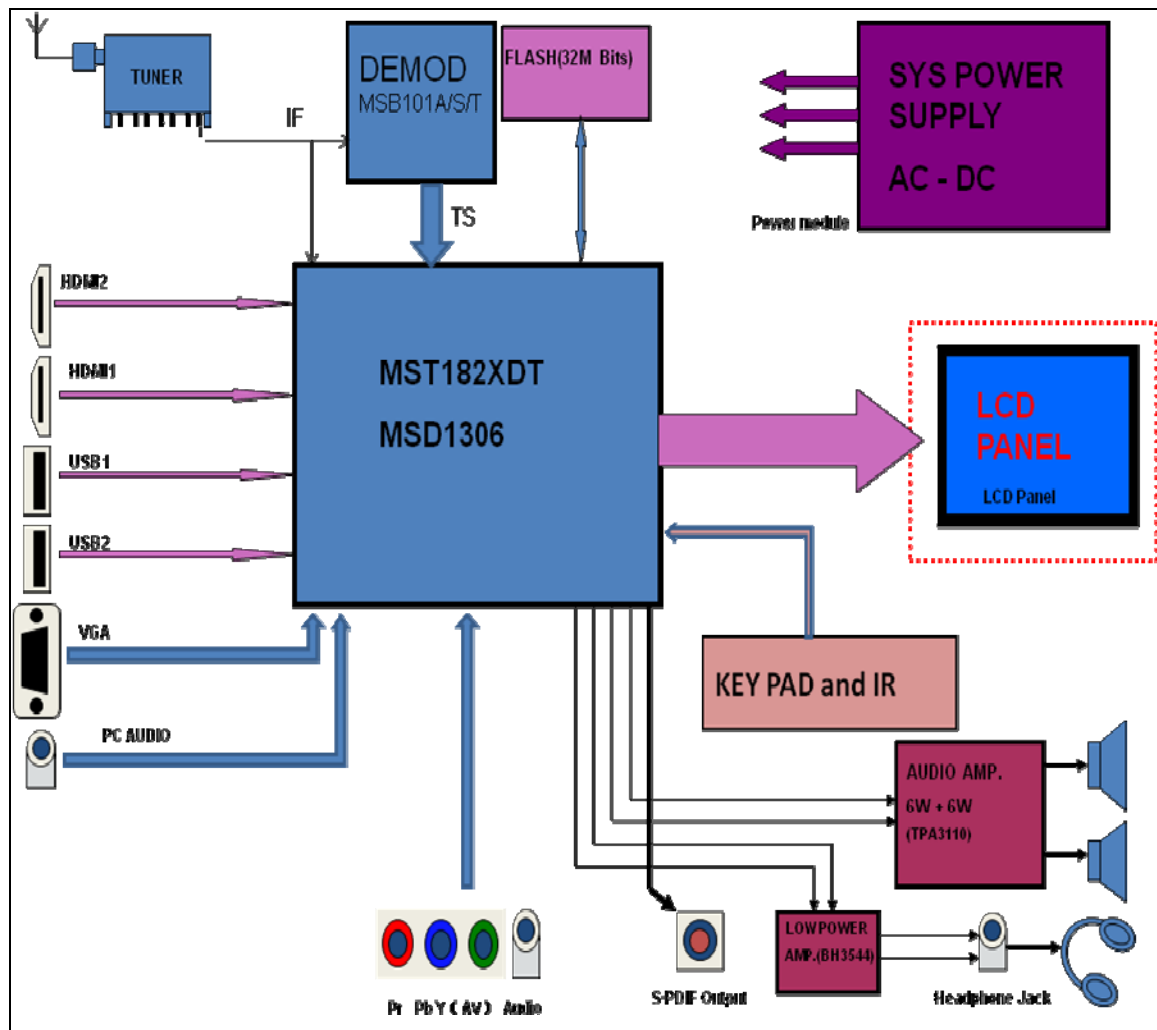 TUNER
IF
DEMOD
MSB101A/S/T
TS
FLASH(32M Bits)
SYS POWER
SUPPLY
AC - DC
Power module
HDMI2
HDMI1
USB1
USB2
VGA
PC AUDIO
MST182XDT
MSD1306
LCD
PANEL
LCD Panel
KEY PAD and IR
AUDIO AMP.
6W + 6W
(TPA3110)
LOW POWER
AMP.(BH3544)
Pr Pb Y ( AV ) Audio
S-PDIF Output
Headphone Jack